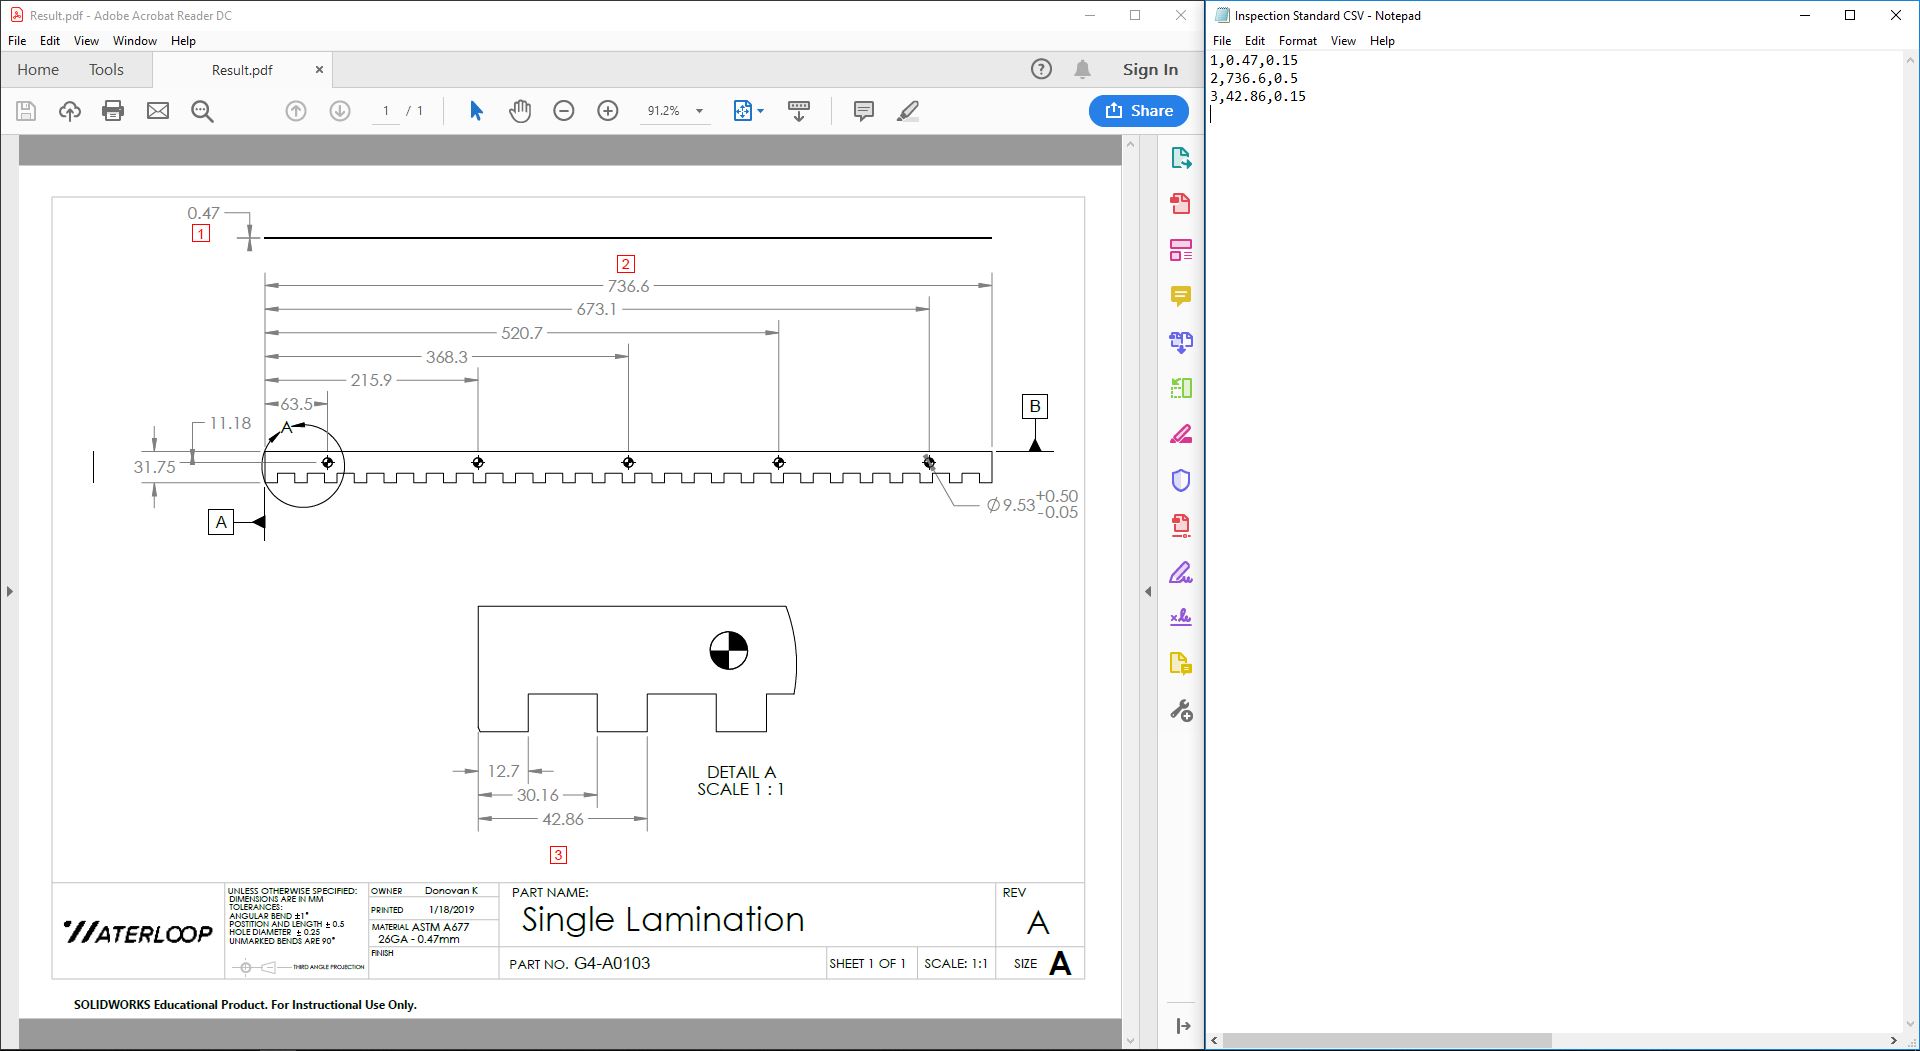 Result.pdf - Adobe Acrobat Reader DC
File Edit View Window Help
Home Tools Result.pdf × Sign In
1 / 1 91.2% Share
0.47
1
2
736.6
673.1
520.7
368.3
215.9
63.5
11.18
A
B
31.75
A
Ø9.53 +0.50
-0.05
12.7
30.16
42.86
DETAIL A
SCALE 1 : 1
3
WATERLOOP
UNLESS OTHERWISE SPECIFIED:
DIMENSIONS ARE IN MM
TOLERANCES:
ANGULAR BEND ±1°
POSTITION AND LENGTH ± 0.5
HOLE DIAMETER ± 0.25
UNMARKED BENDS ARE 90°
THIRD ANGLE PROJECTION
OWNER Donovan K
PRINTED 1/18/2019
MATERIAL ASTM A677
26GA - 0.47mm
FINISH
PART NAME:
Single Lamination
REV
A
PART NO. G4-A0103
SHEET 1 OF 1
SCALE: 1:1
SIZE A
SOLIDWORKS Educational Product. For Instructional Use Only.
Inspection Standard CSV - Notepad
File Edit Format View Help
1,0.47,0.15
2,736.6,0.5
3,42.86,0.15